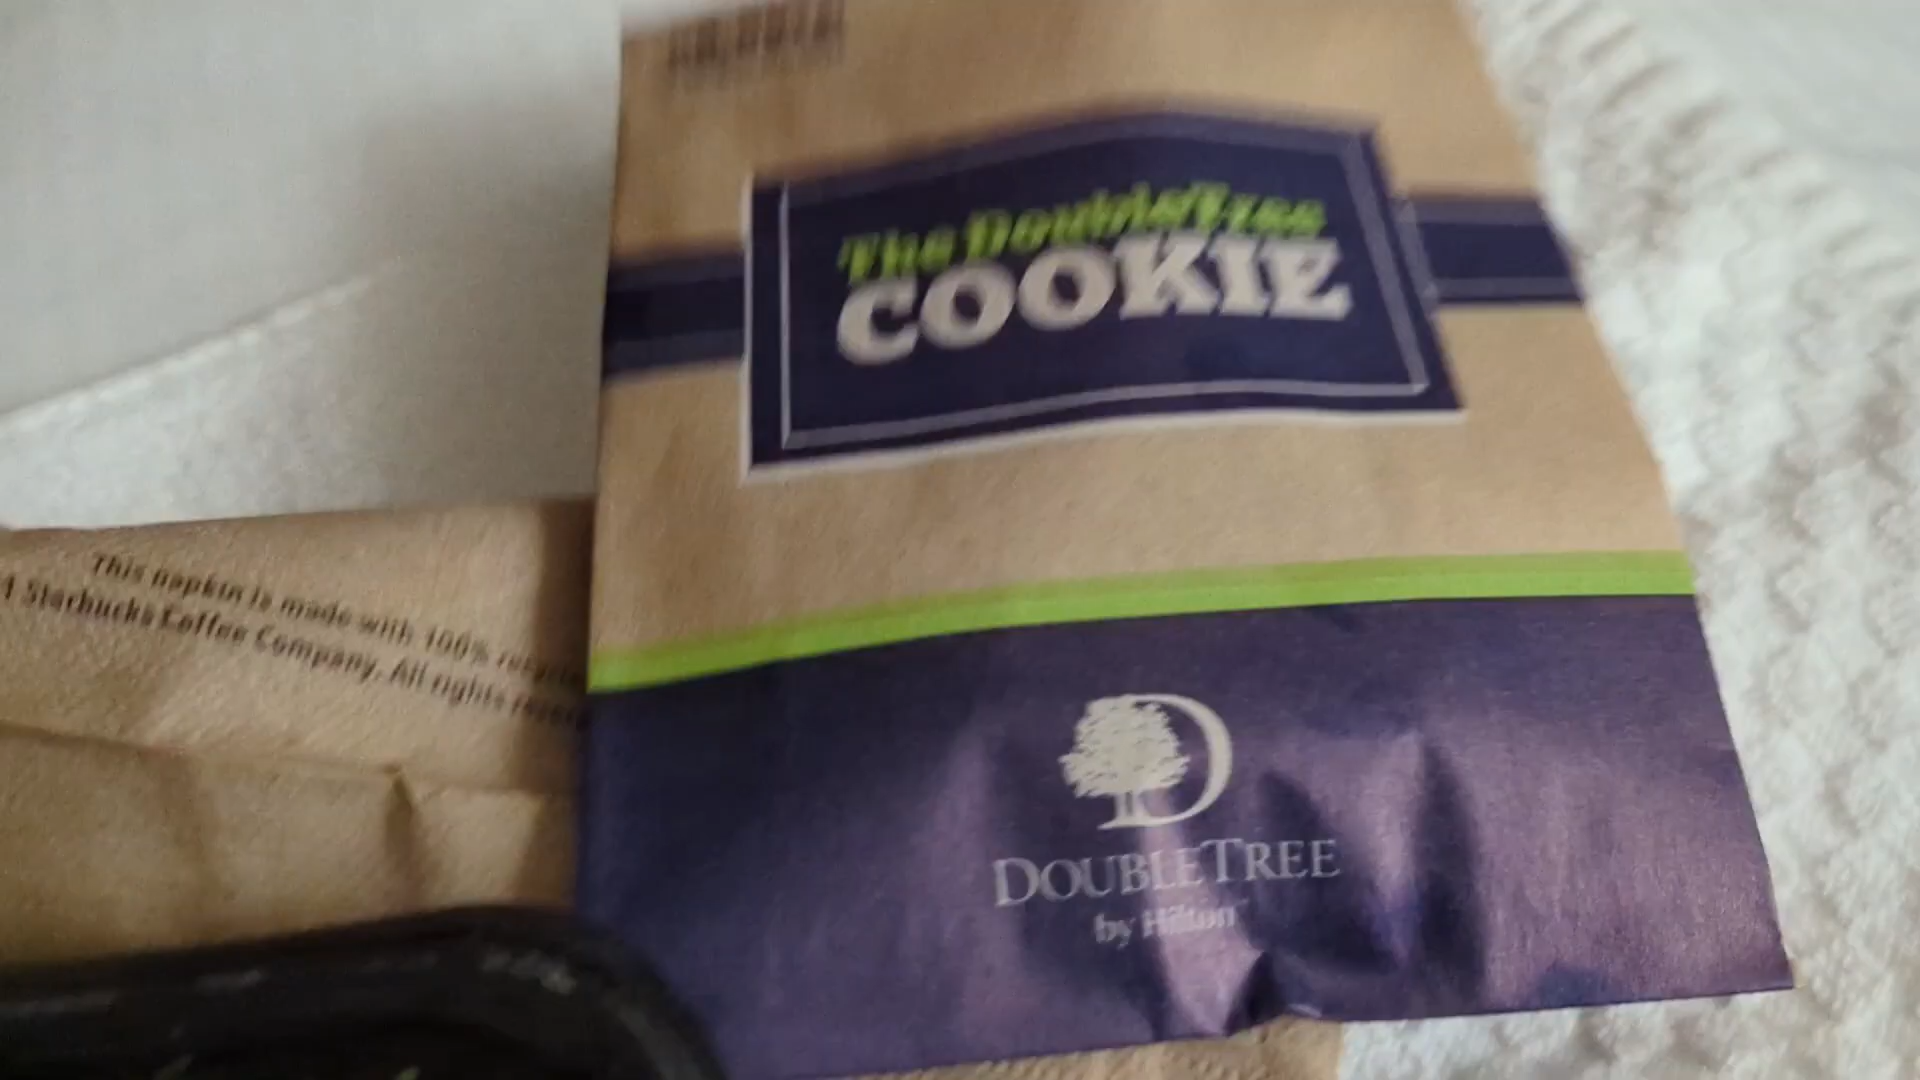 The DoubleTree
COOKIE
This napkin is made with 100%
Starbucks Coffee Company. All rights
DOUBLETREE
by Hilton